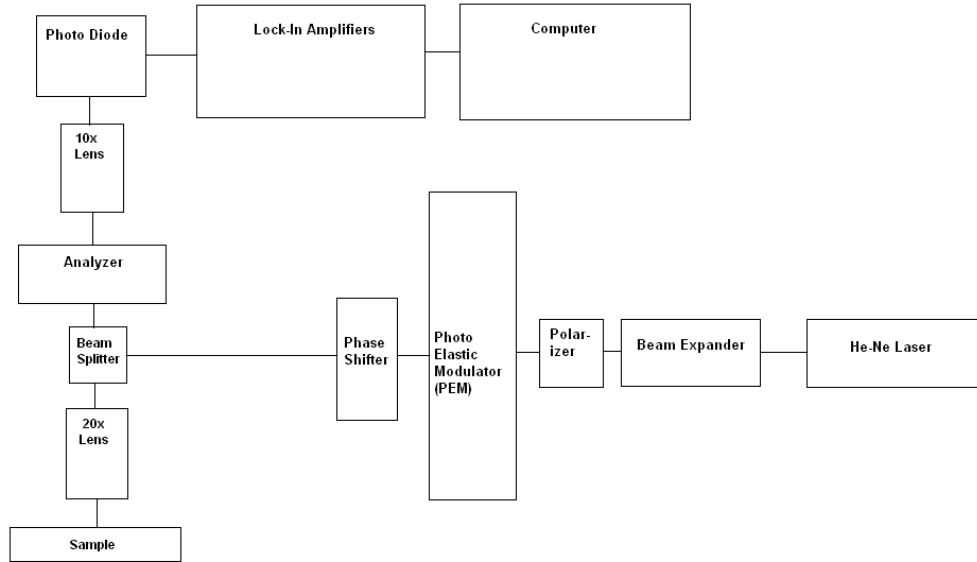 Photo Diode
Lock-In Amplifiers
Computer
10x
Lens
Analyzer
Beam
Splitter
Phase
Shifter
Photo
Elastic
Modulator
(PEM)
Polar-
izer
Beam Expander
He-Ne Laser
20x
Lens
Sample